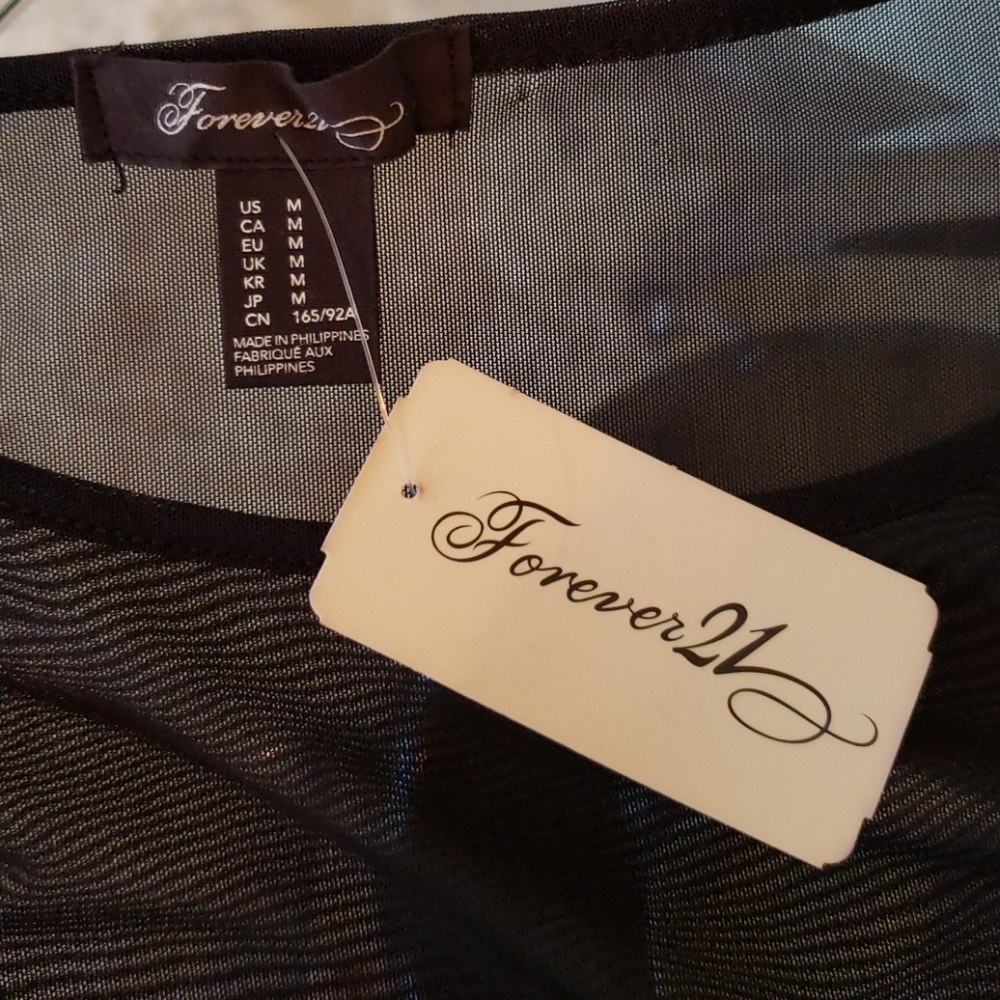 Forever21
US M
CA M
EU M
UK M
KR M
JP M
CN 165/92A
MADE IN PHILIPPINES
FABRIQUÉ AUX
PHILIPPINES
Forever21